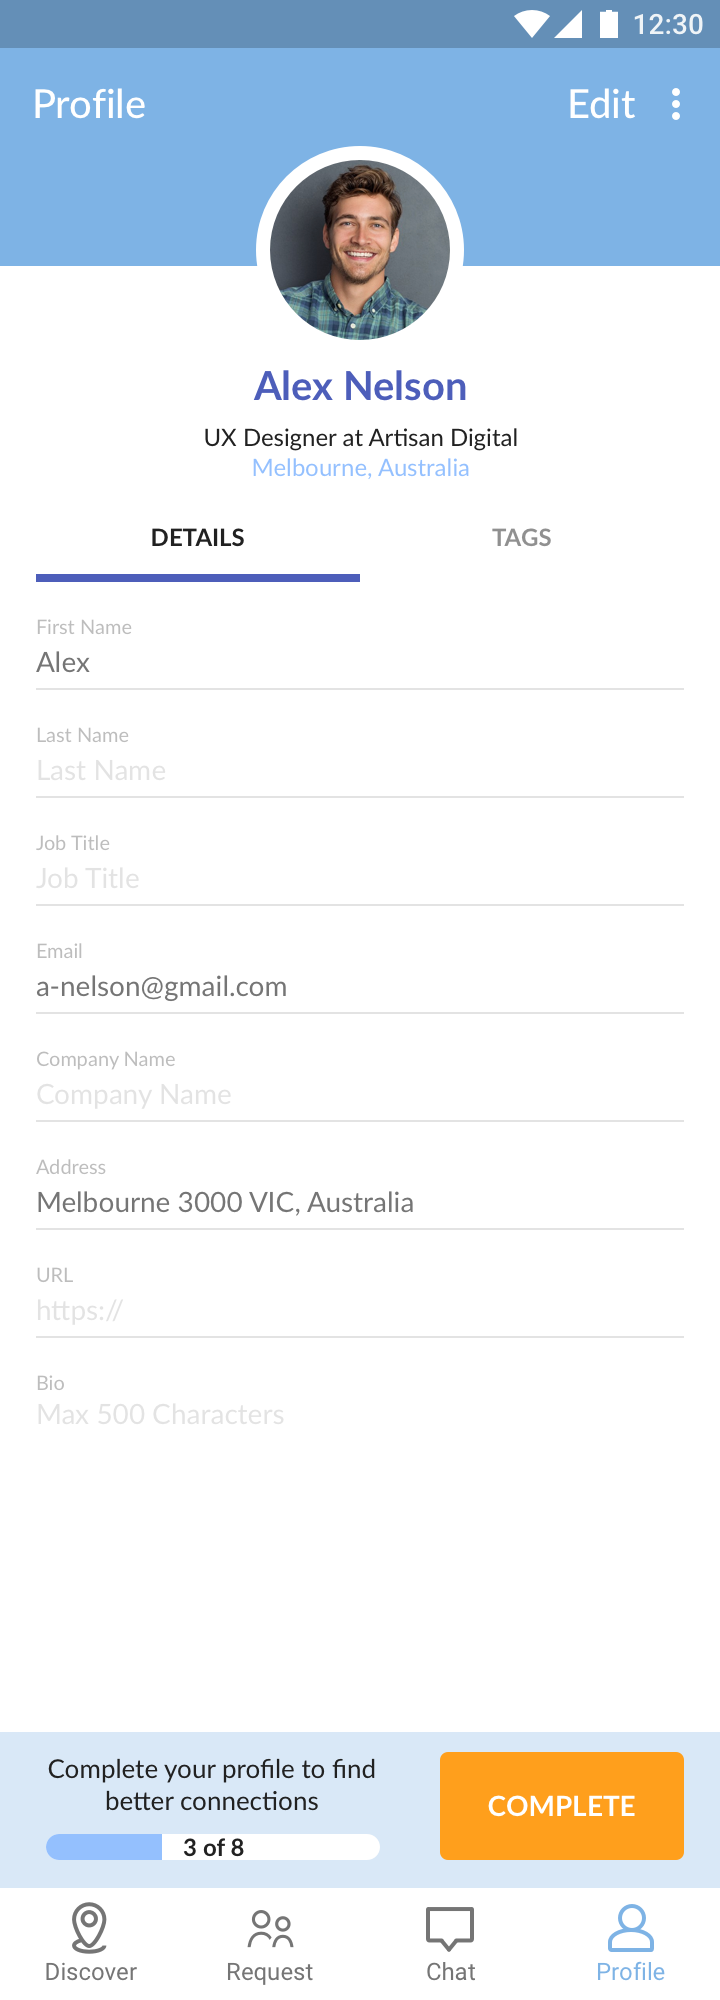 12:30
Profile
Edit
Alex Nelson
UX Designer at Artisan Digital
Melbourne, Australia
DETAILS
TAGS
First Name
Alex
Last Name
Last Name
Job Title
Job Title
Email
a-nelson@gmail.com
Company Name
Company Name
Address
Melbourne 3000 VIC, Australia
URL
https://
Bio
Max 500 Characters
Complete your profile to find
better connections
3 of 8
COMPLETE
Discover
Request
Chat
Profile